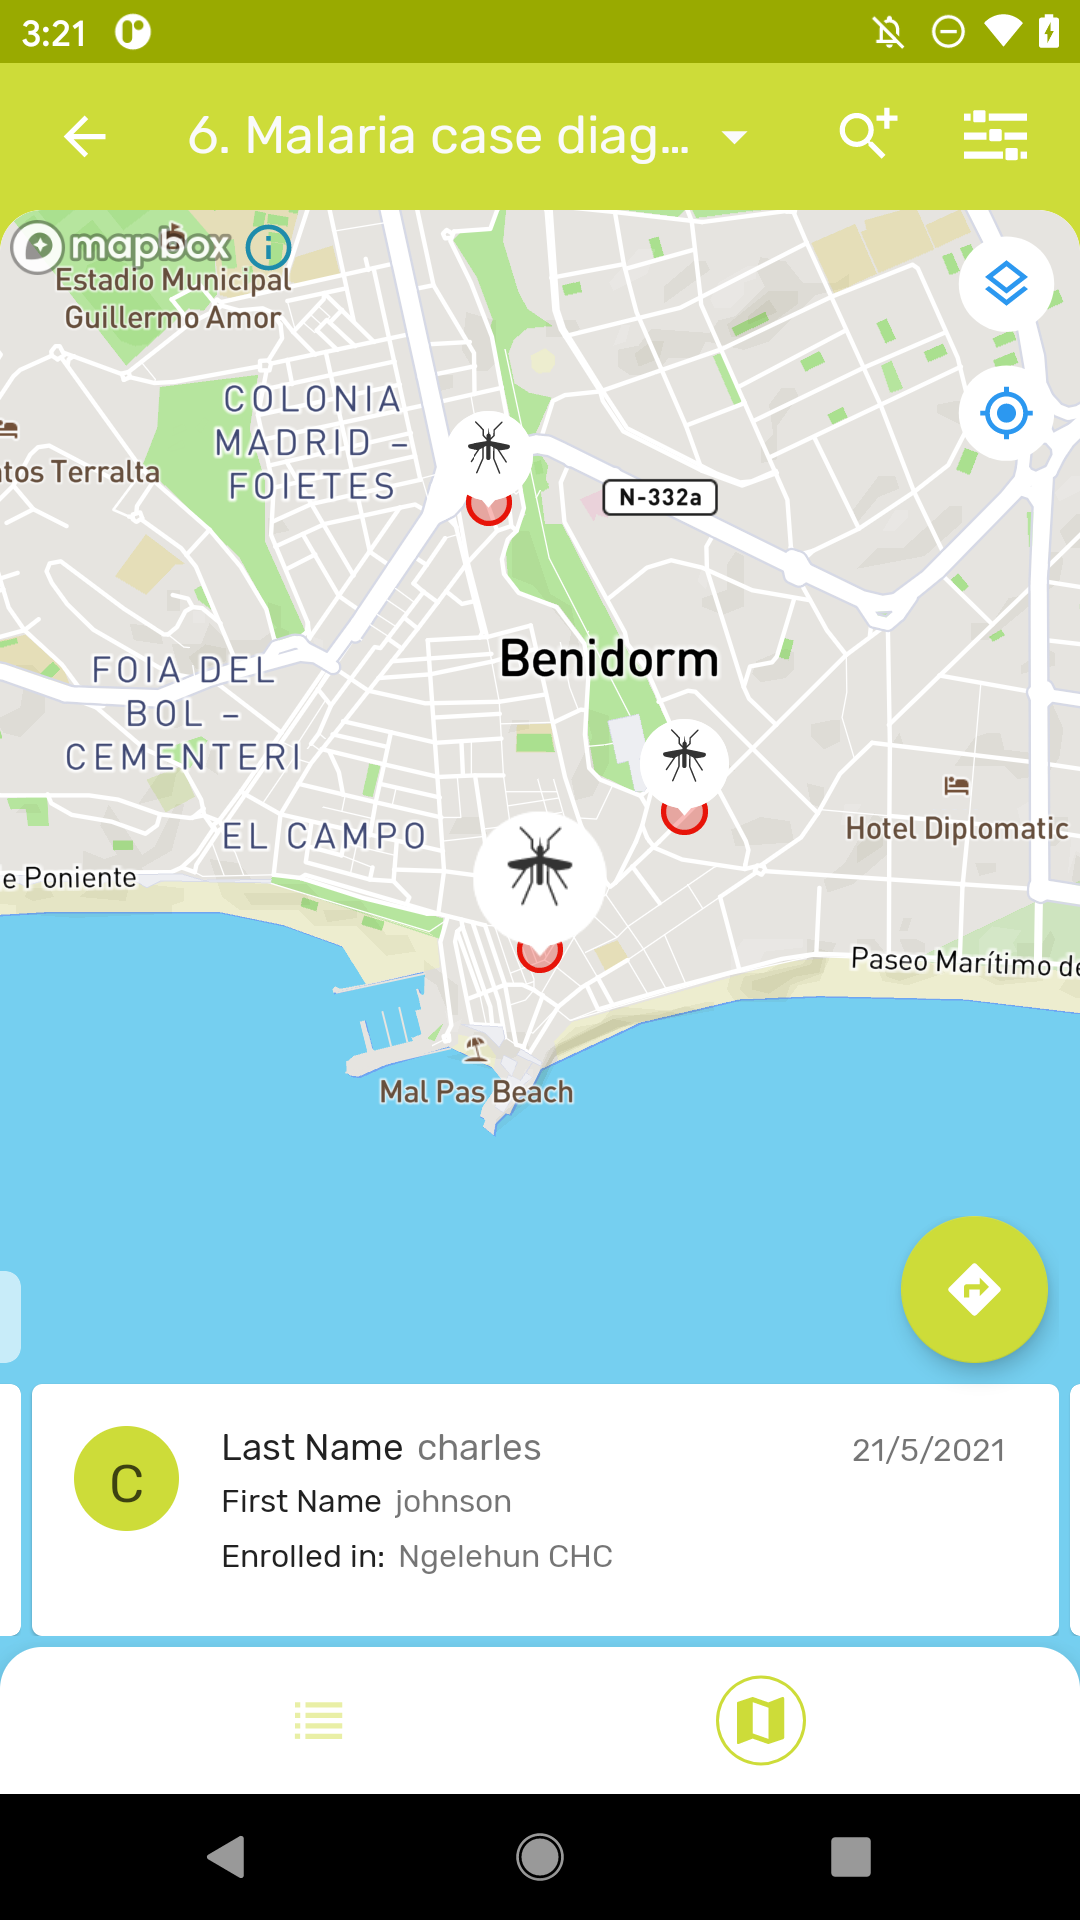 3:21
6. Malaria case diag...
mapbox
Estadio Municipal
Guillermo Amor
COLONIA
MADRID –
FOIETES
tos Terralta
N-332a
Benidorm
FOIA DEL
BOL –
CEMENTERI
EL CAMPO
Hotel Diplomatic
e Poniente
Paseo Marítimo de
Mal Pas Beach
Last Name charles
21/5/2021
First Name johnson
Enrolled in: Ngelehun CHC
C